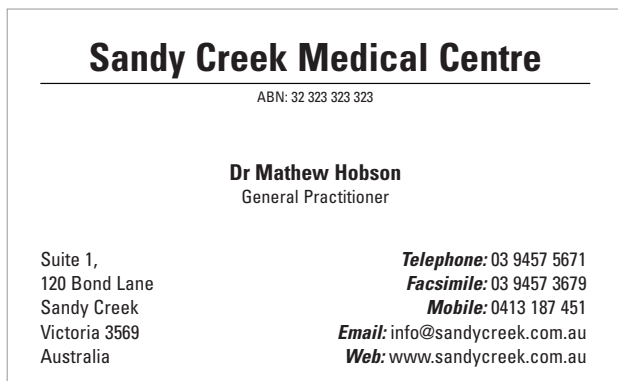 Sandy Creek Medical Centre
ABN: 32 323 323 323
Dr Mathew Hobson
General Practitioner
Suite 1,
120 Bond Lane
Sandy Creek
Victoria 3569
Australia
Telephone: 03 9457 5671
Facsimile: 03 9457 3679
Mobile: 0413 187 451
Email: info@sandycreek.com.au
Web: www.sandycreek.com.au